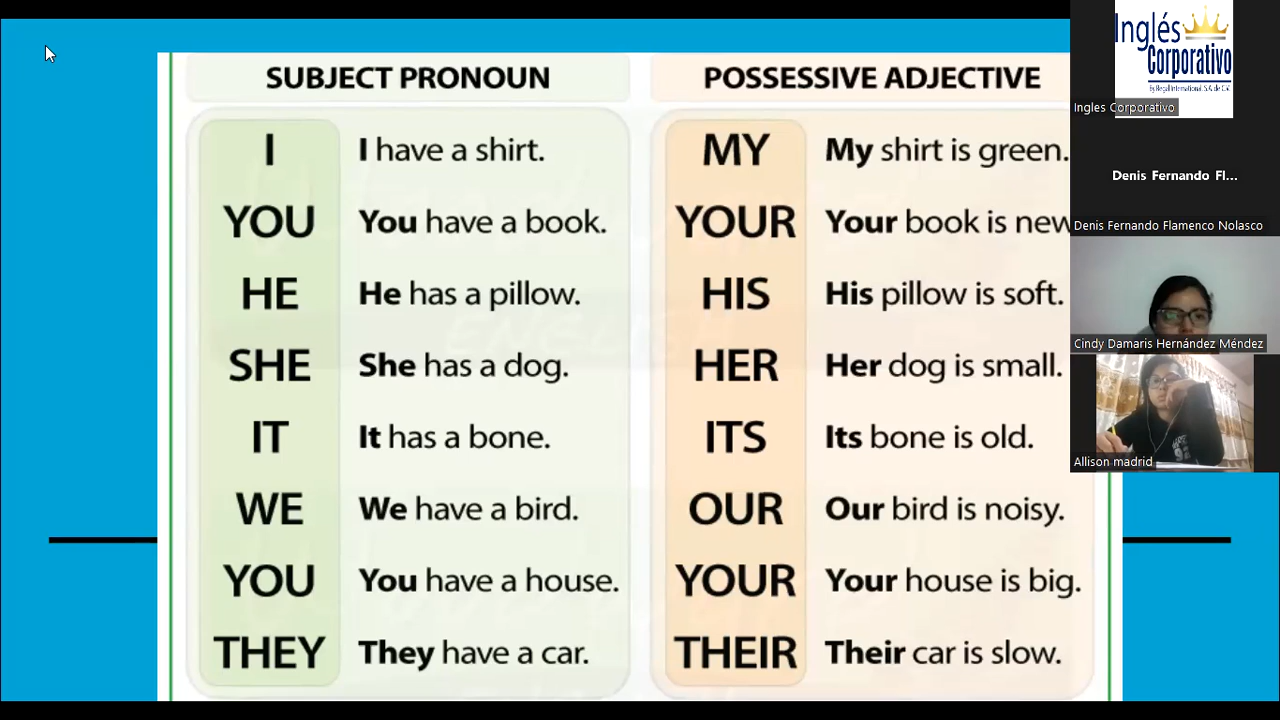 SUBJECT PRONOUN
POSSESSIVE ADJECTIVE
I
I have a shirt.
MY
My shirt is green.
YOU
You have a book.
YOUR
Your book is new
HE
He has a pillow.
HIS
His pillow is soft.
SHE
She has a dog.
HER
Her dog is small.
IT
It has a bone.
ITS
Its bone is old.
WE
We have a bird.
OUR
Our bird is noisy.
YOU
You have a house.
YOUR
Your house is big.
THEY
They have a car.
THEIR
Their car is slow.
Inglés
Corporativo
By Regal International, S.A. de C.V.
Ingles Corporativo
Denis Fernando Fl...
Denis Fernando Flamenco Nolasco
Cindy Damaris Hernández Méndez
Allison madrid